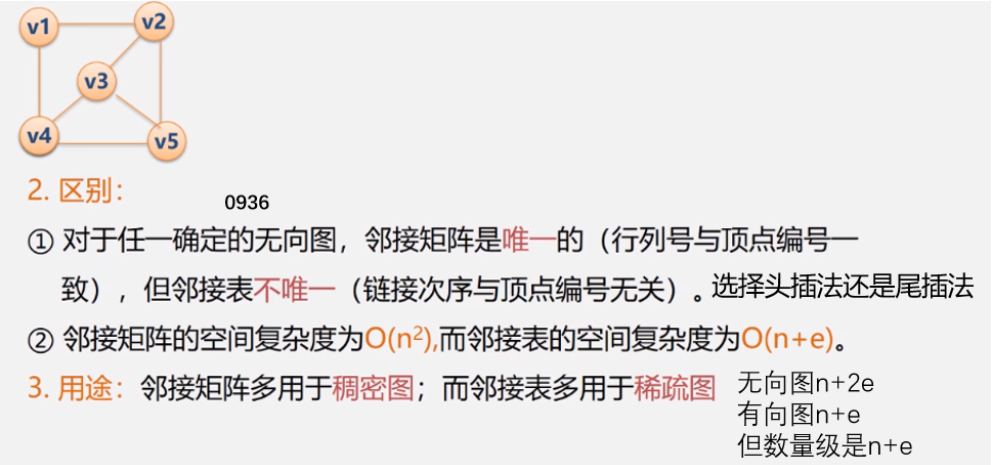 v1
v2
v3
v4
v5
2. 区别：
0936
① 对于任一确定的无向图，邻接矩阵是唯一的（行列号与顶点编号一
致），但邻接表不唯一（链接次序与顶点编号无关）。选择头插法还是尾插法
② 邻接矩阵的空间复杂度为O(n²),而邻接表的空间复杂度为O(n+e)。
3. 用途：邻接矩阵多用于稠密图；而邻接表多用于稀疏图
无向图n+2e
有向图n+e
但数量级是n+e